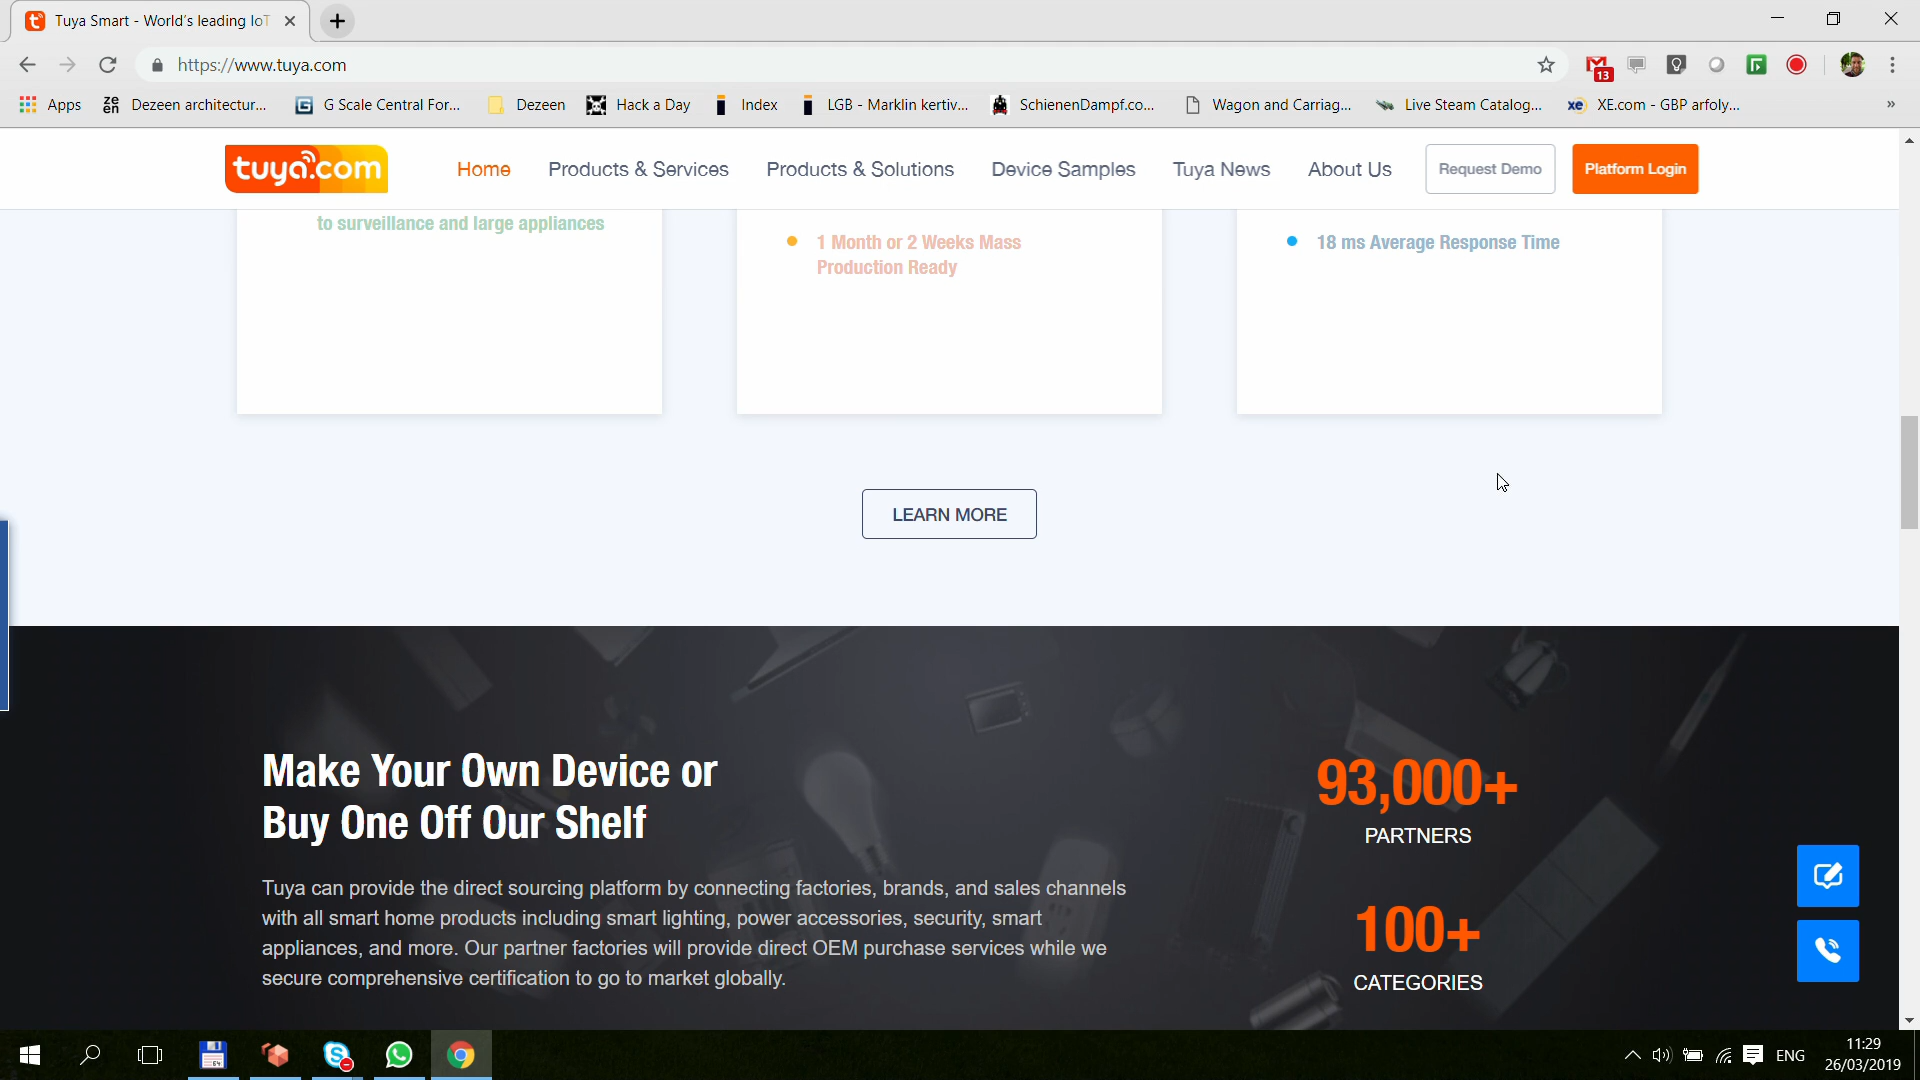 Tuya Smart - World's leading IoT
https://www.tuya.com
13
Apps
ze
en
Dezeen architectur...
G Scale Central For...
Dezeen
Hack a Day
Index
LGB - Marklin kertiv...
SchienenDampf.co...
Wagon and Carriag...
Live Steam Catalog...
xe
XE.com - GBP arfoly...
»
tuya.com
Home
Products & Services
Products & Solutions
Device Samples
Tuya News
About Us
Request Demo
Platform Login
to surveillance and large appliances
1 Month or 2 Weeks Mass
Production Ready
18 ms Average Response Time
LEARN MORE
Make Your Own Device or
Buy One Off Our Shelf
Tuya can provide the direct sourcing platform by connecting factories, brands, and sales channels
with all smart home products including smart lighting, power accessories, security, smart
appliances, and more. Our partner factories will provide direct OEM purchase services while we
secure comprehensive certification to go to market globally.
93,000+
PARTNERS
100+
CATEGORIES
64
ENG
11:29
26/03/2019